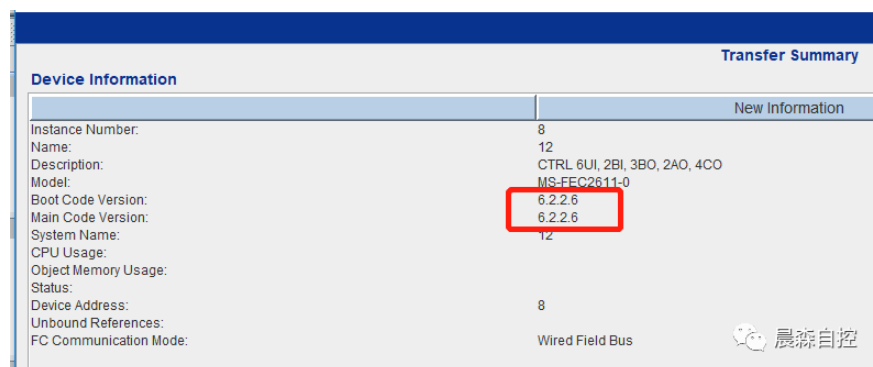 Transfer Summary
Device Information
New Information
Instance Number: 8
Name: 12
Description: CTRL 6UI, 2BI, 3BO, 2AO, 4CO
Model: MS-FEC2611-0
Boot Code Version: 6.2.2.6
Main Code Version: 6.2.2.6
System Name: 12
CPU Usage:
Object Memory Usage:
Status:
Device Address: 8
Unbound References:
FC Communication Mode: Wired Field Bus
晨森自控